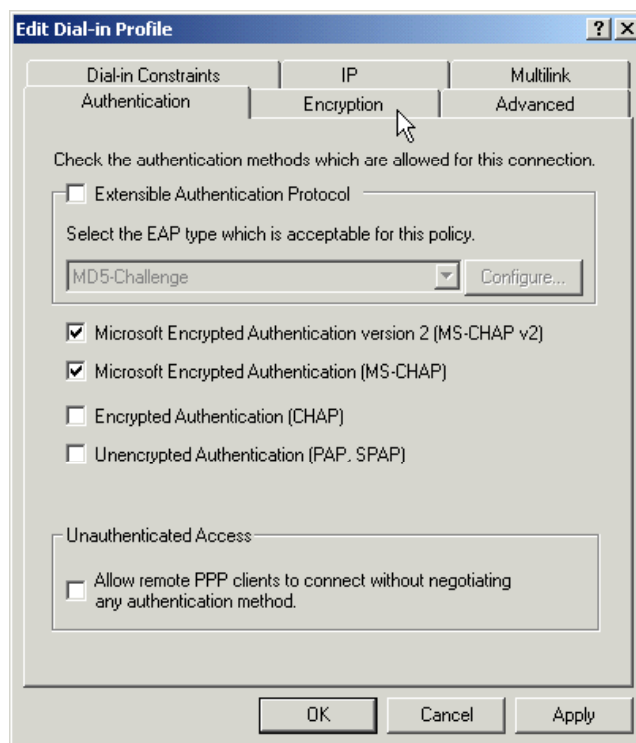 Edit Dial-in Profile
Dial-in Constraints
IP
Multilink
Authentication
Encryption
Advanced
Check the authentication methods which are allowed for this connection.
Extensible Authentication Protocol
Select the EAP type which is acceptable for this policy.
MD5-Challenge
Configure...
Microsoft Encrypted Authentication version 2 (MS-CHAP v2)
Microsoft Encrypted Authentication (MS-CHAP)
Encrypted Authentication (CHAP)
Unencrypted Authentication (PAP, SPAP)
Unauthenticated Access
Allow remote PPP clients to connect without negotiating
any authentication method.
OK
Cancel
Apply